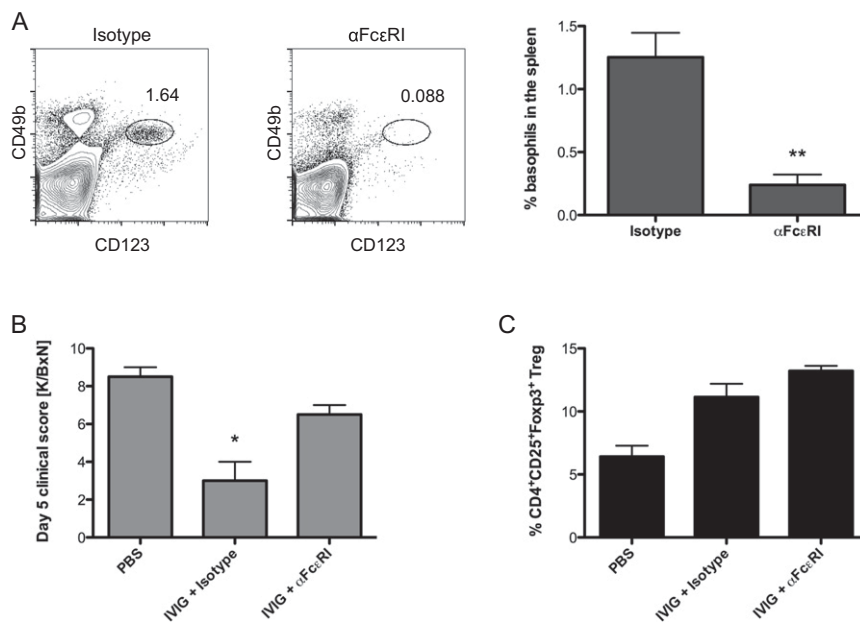 A
Isotype
αFcεRI
1.64
0.088
CD49b
CD49b
CD123
CD123
% basophils in the spleen
1.5
1.0
0.5
0.0
**
Isotype
αFcεRI
B
Day 5 clinical score [K/BxN]
10
8
6
4
2
0
*
PBS
IVIG + Isotype
IVIG + αFcεRI
C
% CD4⁺CD25⁺Foxp3⁺ Treg
15
10
5
0
PBS
IVIG + Isotype
IVIG + αFcεRI